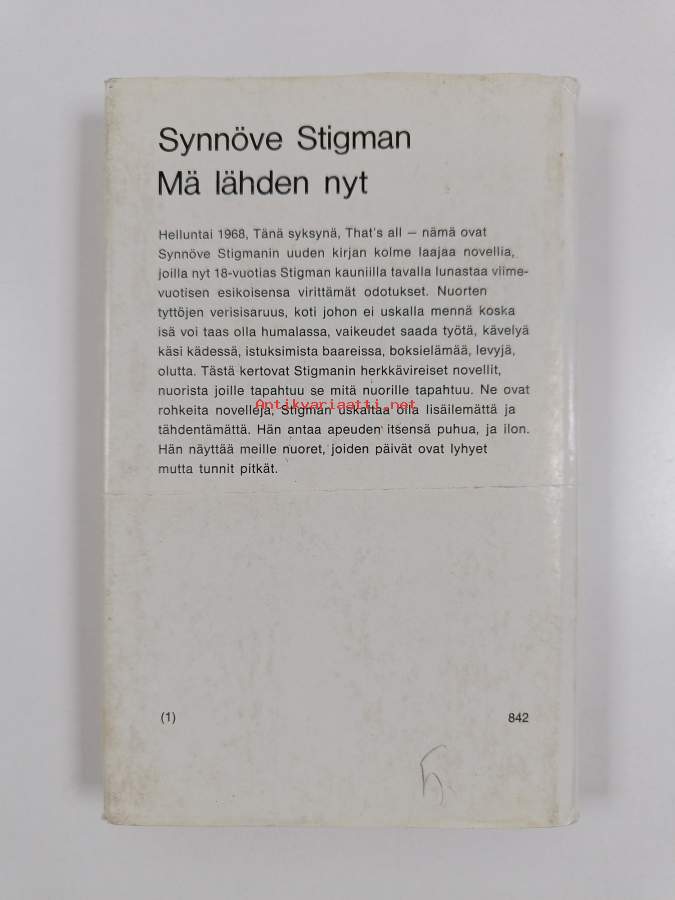 Synnöve Stigman
Mä lähden nyt
Helluntai 1968, Tänä syksynä, That's all — nämä ovat
Synnöve Stigmanin uuden kirjan kolme laajaa novellia,
joilla nyt 18-vuotias Stigman kauniilla tavalla lunastaa viime-
vuotisen esikoisensa virittämät odotukset. Nuorten
tyttöjen verisisaruus, koti johon ei uskalla mennä koska
isä voi taas olla humalassa, vaikeudet saada työtä, kävelyä
käsi kädessä, istuksimista baareissa, boksielämää, levyjä,
olutta. Tästä kertovat Stigmanin herkkävireiset novellit,
nuorista joille tapahtuu se mitä nuorille tapahtuu. Ne ovat
Antikvariaatti.net
rohkeita novelleja, Stigman uskaltaa olla lisäilemättä ja
tähdentämättä. Hän antaa apeuden itsensä puhua, ja ilon.
Hän näyttää meille nuoret, joiden päivät ovat lyhyet
mutta tunnit pitkät.
(1) 842